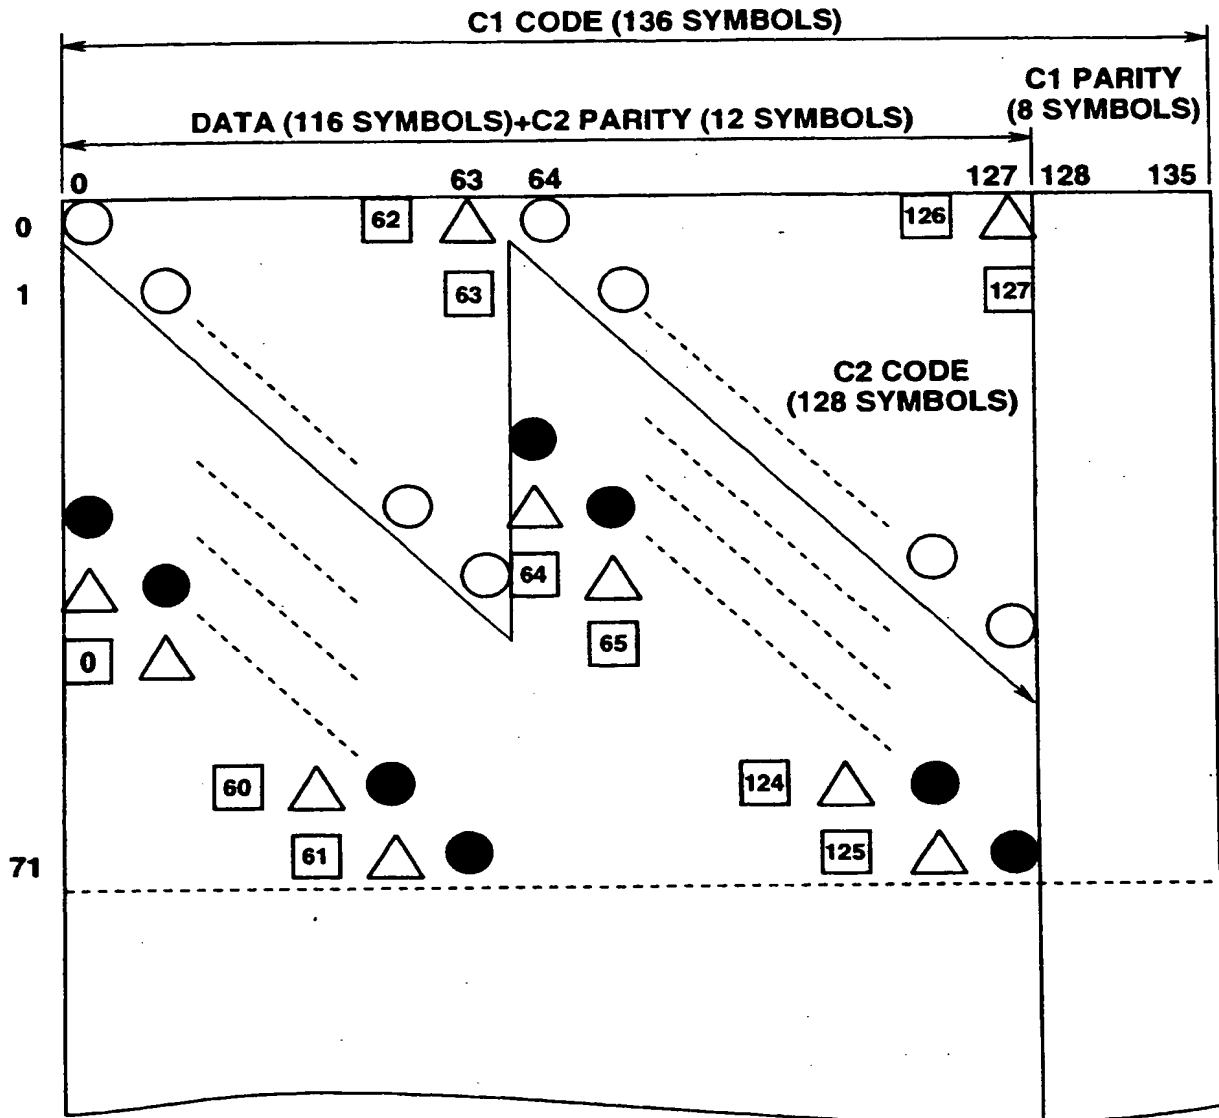 C1 CODE (136 SYMBOLS)
C1 PARITY
(8 SYMBOLS)
DATA (116 SYMBOLS)+C2 PARITY (12 SYMBOLS)
0 63 64 127 128 135
0 62 126
1 63 127
C2 CODE
(128 SYMBOLS)
64
65
0
60 124
61 125
71